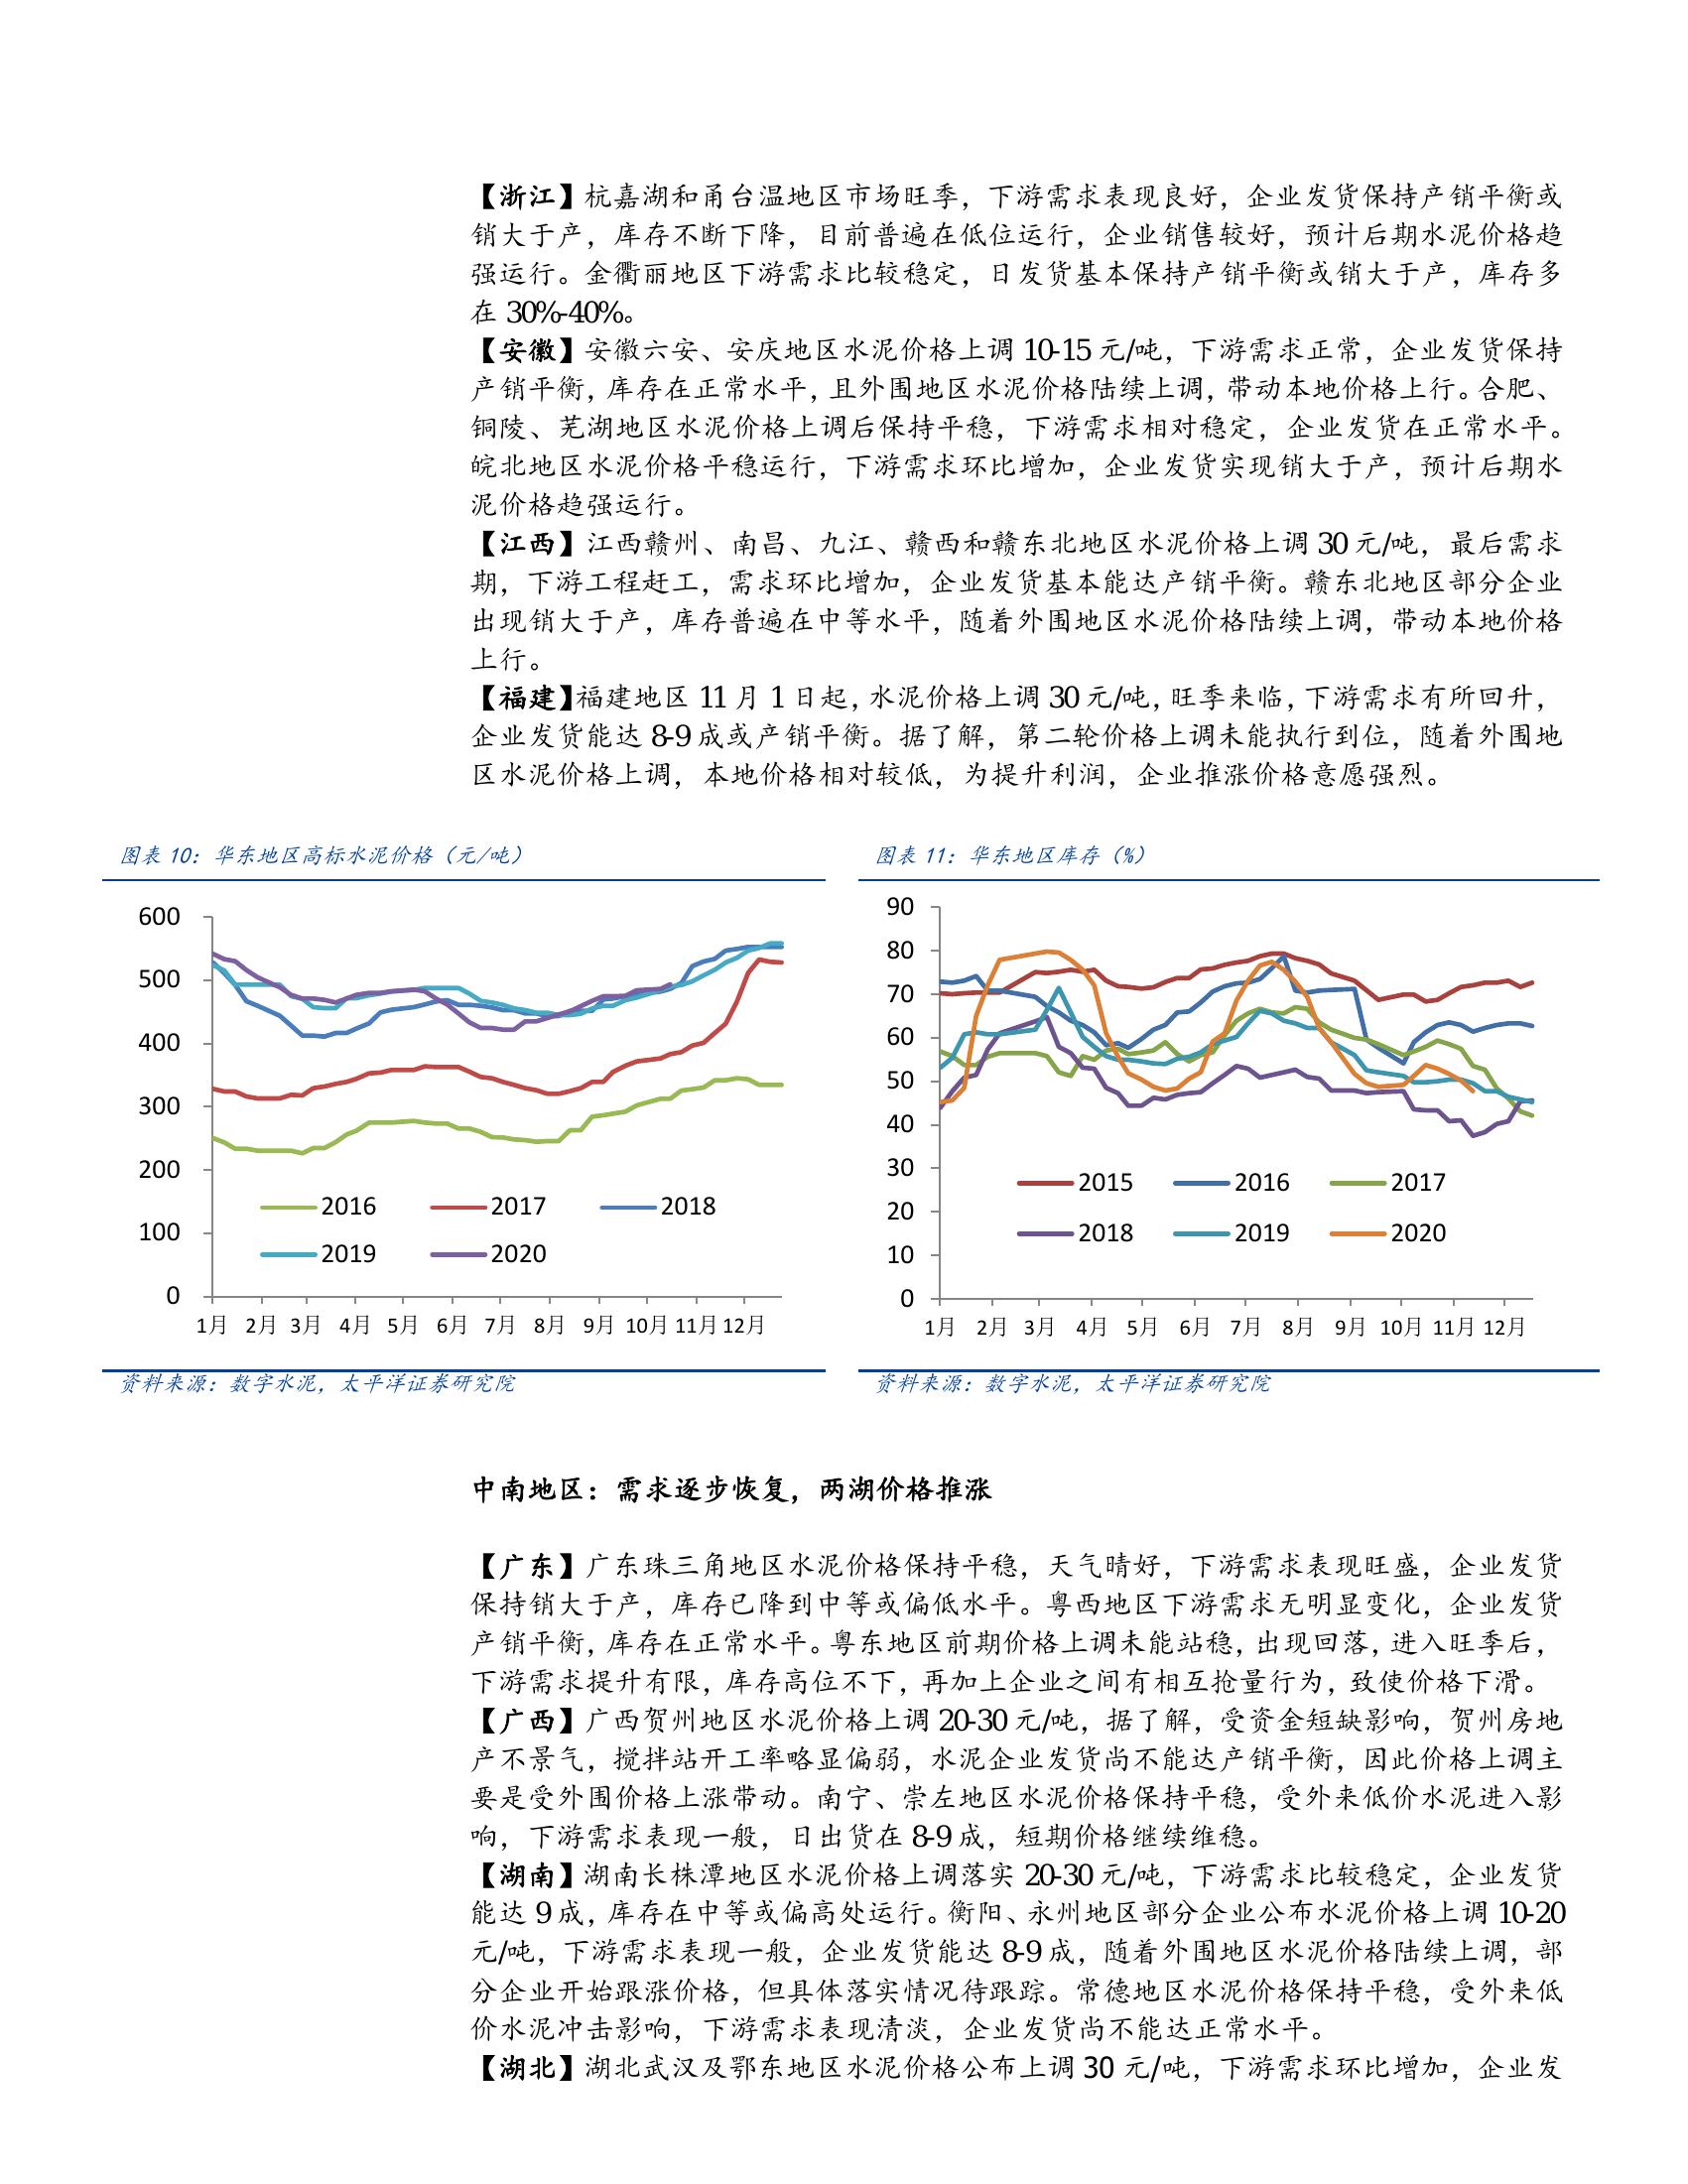 【浙江】杭嘉湖和甬台温地区市场旺季，下游需求表现良好，企业发货保持产销平衡或
销大于产，库存不断下降，目前普遍在低位运行，企业销售较好，预计后期水泥价格趋
强运行。金衢丽地区下游需求比较稳定，日发货基本保持产销平衡或销大于产，库存多
在 30%-40%。
【安徽】安徽六安、安庆地区水泥价格上调 10-15 元/吨，下游需求正常，企业发货保持
产销平衡，库存在正常水平，且外围地区水泥价格陆续上调，带动本地价格上行。合肥、
铜陵、芜湖地区水泥价格上调后保持平稳，下游需求相对稳定，企业发货在正常水平。
皖北地区水泥价格平稳运行，下游需求环比增加，企业发货实现销大于产，预计后期水
泥价格趋强运行。
【江西】江西赣州、南昌、九江、赣西和赣东北地区水泥价格上调 30 元/吨，最后需求
期，下游工程赶工，需求环比增加，企业发货基本能达产销平衡。赣东北地区部分企业
出现销大于产，库存普遍在中等水平，随着外围地区水泥价格陆续上调，带动本地价格
上行。
【福建】福建地区 11 月 1 日起，水泥价格上调 30 元/吨，旺季来临，下游需求有所回升，
企业发货能达 8-9 成或产销平衡。据了解，第二轮价格上调未能执行到位，随着外围地
区水泥价格上调，本地价格相对较低，为提升利润，企业推涨价格意愿强烈。
图表 10：华东地区高标水泥价格（元/吨）
600
500
400
300
200
100
0
2016 2017 2018
2019 2020
1月 2月 3月 4月 5月 6月 7月 8月 9月 10月 11月 12月
资料来源：数字水泥，太平洋证券研究院
图表 11：华东地区库存（%）
90
80
70
60
50
40
30
20
10
0
2015 2016 2017
2018 2019 2020
1月 2月 3月 4月 5月 6月 7月 8月 9月 10月 11月 12月
资料来源：数字水泥，太平洋证券研究院
中南地区：需求逐步恢复，两湖价格推涨
【广东】广东珠三角地区水泥价格保持平稳，天气晴好，下游需求表现旺盛，企业发货
保持销大于产，库存已降到中等或偏低水平。粤西地区下游需求无明显变化，企业发货
产销平衡，库存在正常水平。粤东地区前期价格上调未能站稳，出现回落，进入旺季后，
下游需求提升有限，库存高位不下，再加上企业之间有相互抢量行为，致使价格下滑。
【广西】广西贺州地区水泥价格上调 20-30 元/吨，据了解，受资金短缺影响，贺州房地
产不景气，搅拌站开工率略显偏弱，水泥企业发货尚不能达产销平衡，因此价格上调主
要是受外围价格上涨带动。南宁、崇左地区水泥价格保持平稳，受外来低价水泥进入影
响，下游需求表现一般，日出货在 8-9 成，短期价格继续维稳。
【湖南】湖南长株潭地区水泥价格上调落实 20-30 元/吨，下游需求比较稳定，企业发货
能达 9 成，库存在中等或偏高处运行。衡阳、永州地区部分企业公布水泥价格上调 10-20
元/吨，下游需求表现一般，企业发货能达 8-9 成，随着外围地区水泥价格陆续上调，部
分企业开始跟涨价格，但具体落实情况待跟踪。常德地区水泥价格保持平稳，受外来低
价水泥冲击影响，下游需求表现清淡，企业发货尚不能达正常水平。
【湖北】湖北武汉及鄂东地区水泥价格公布上调 30 元/吨，下游需求环比增加，企业发